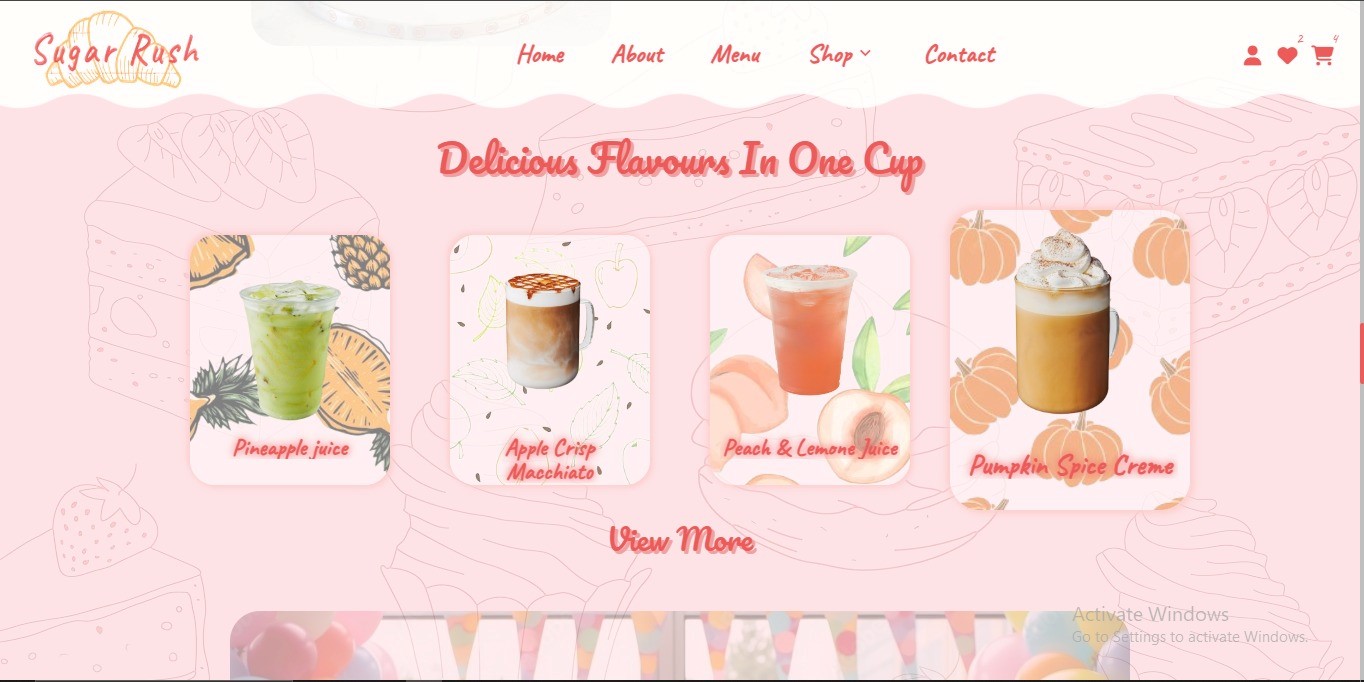 Sugar Rush
Home
About
Menu
Shop
Contact
2
4
Delicious Flavours In One Cup
Pineapple juice
Apple Crisp
Macchiato
Peach & Lemone Juice
Pumpkin Spice Creme
View More
Activate Windows
Go to Settings to activate Windows.